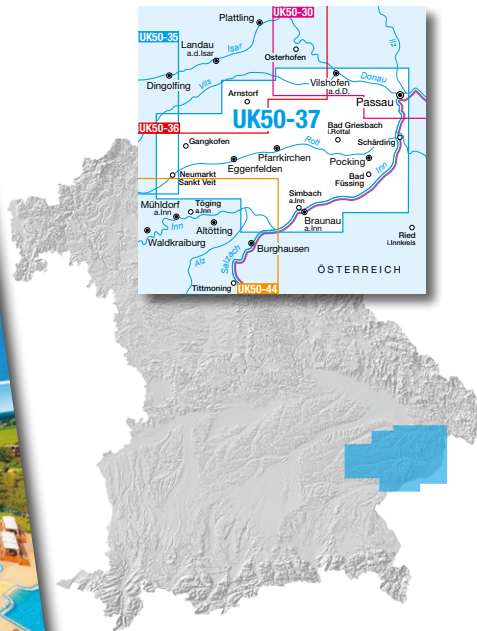 UK50-30
Plattling
UK50-35
Landau
a.d.Isar
Isar
Ilz
Osterhofen
Vilshofen
a.d.D.
Donau
Dingolfing
Vils
Passau
Arnstorf
UK50-37
UK50-36
Gangkofen
Bad Griesbach
i.Rottal
Schärding
Rott
Pfarrkirchen
Pocking
Eggenfelden
Inn
Neumarkt
Sankt Veit
Bad
Füssing
Simbach
a.Inn
Mühldorf
a.Inn
Töging
a.Inn
Braunau
a.Inn
Inn
Altötting
Ried
i.Innkreis
Waldkraiburg
Burghausen
Alz
Salzach
ÖSTERREICH
Tittmoning
UK50-44